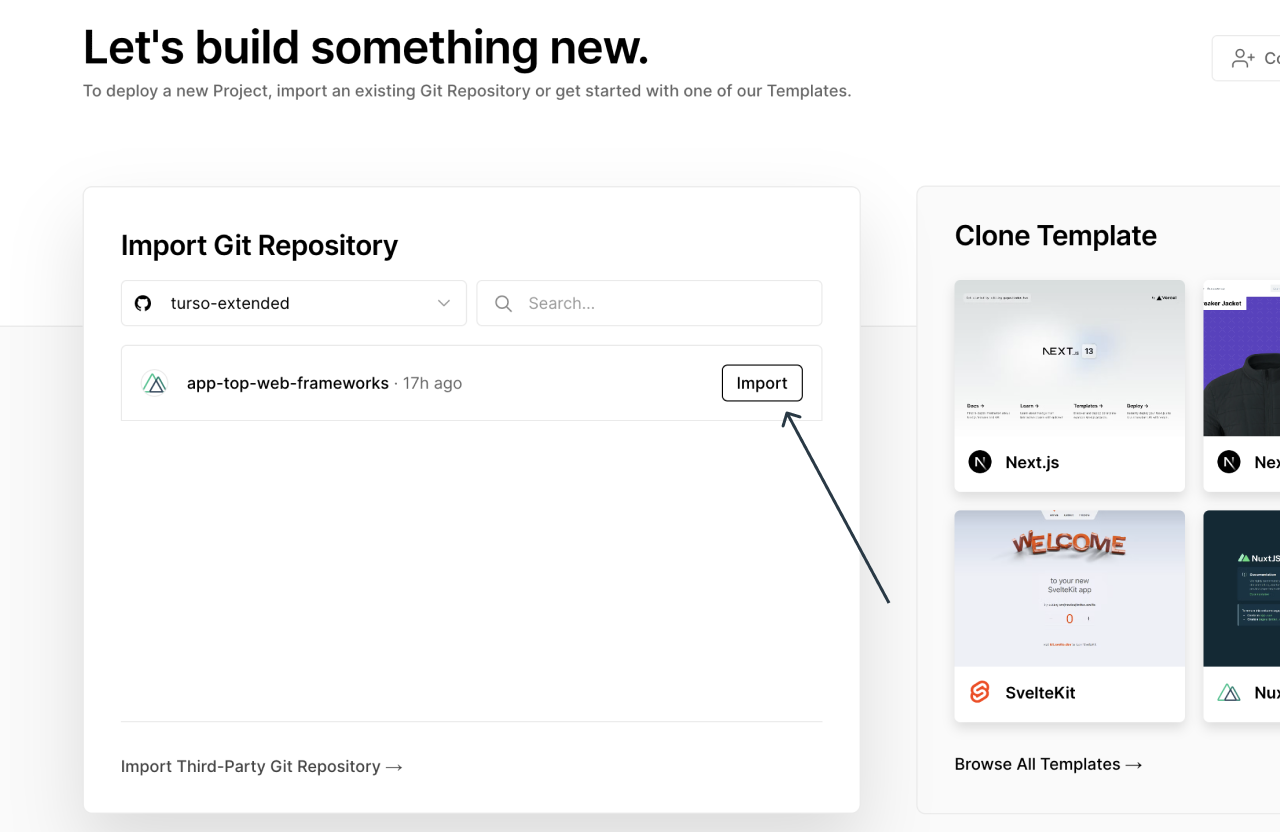 Let's build something new.
To deploy a new Project, import an existing Git Repository or get started with one of our Templates.
Import Git Repository
turso-extended
Search...
app-top-web-frameworks · 17h ago
Import
Import Third-Party Git Repository →
Clone Template
NEXT.js 13
Docs → Learn → Templates → Deploy →
Next.js
Jacket
WELCOME
to your new
SvelteKit app
0
SvelteKit
NuxtJS
Documentation
Browse All Templates →